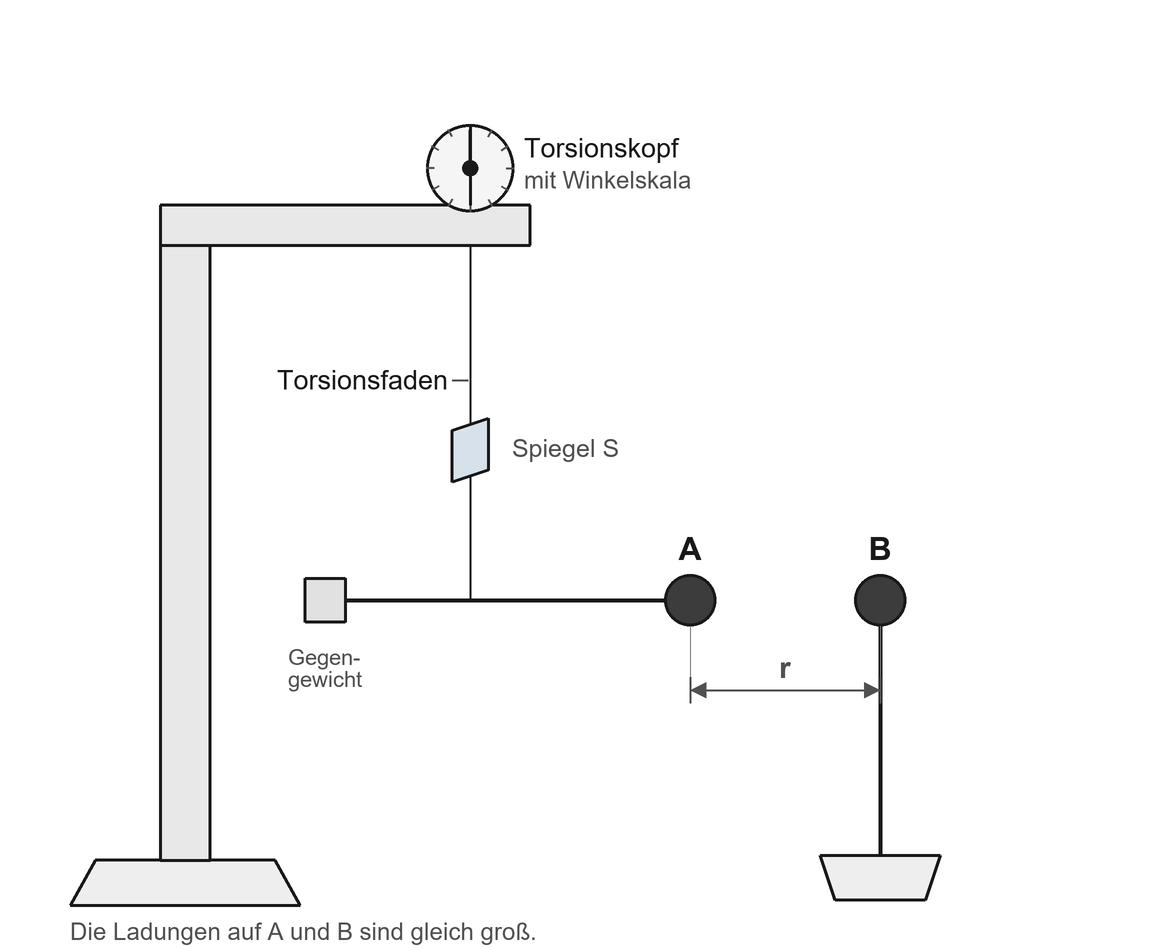 Torsionskopf
mit Winkelskala
Torsionsfaden
Spiegel S
A
B
Gegen-
gewicht
r
Die Ladungen auf A und B sind gleich groß.